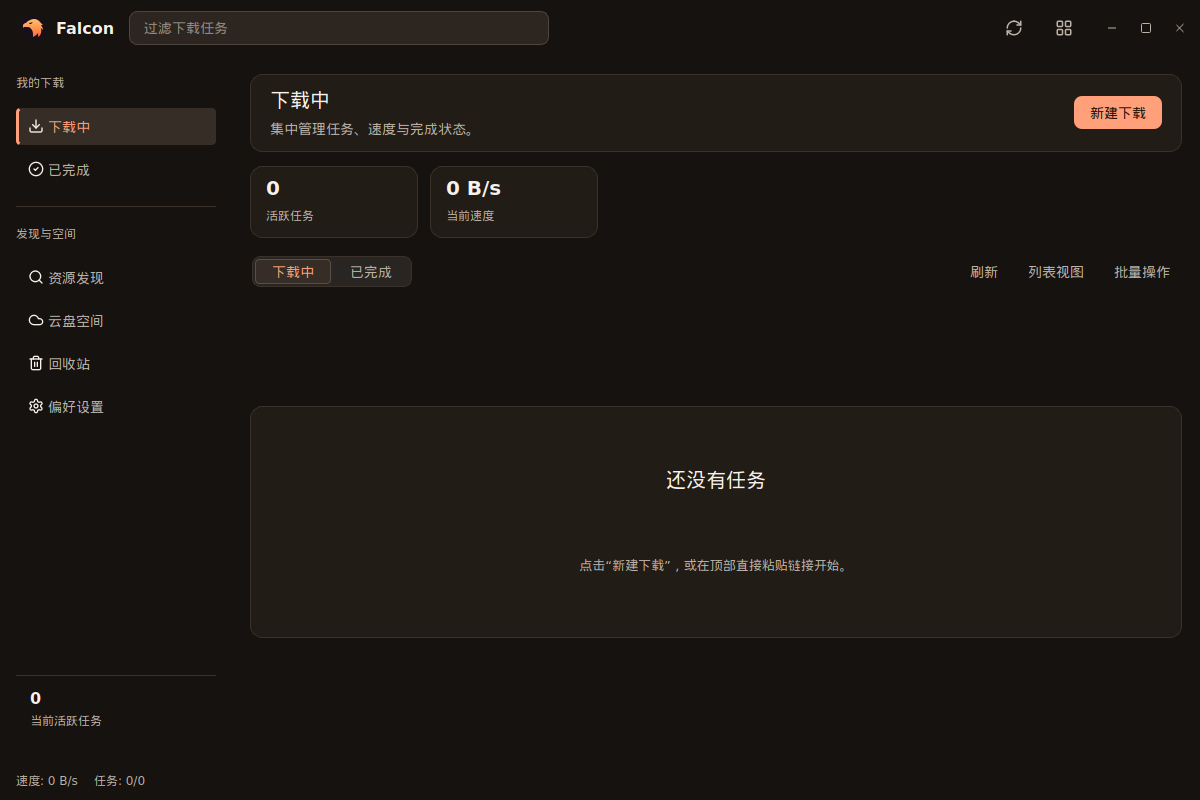 Falcon
过滤下载任务
我的下载
下载中
已完成
发现与空间
资源发现
云盘空间
回收站
偏好设置
0
当前活跃任务
速度: 0 B/s 任务: 0/0
下载中
集中管理任务、速度与完成状态。
新建下载
0
活跃任务
0 B/s
当前速度
下载中 已完成
刷新 列表视图 批量操作
还没有任务
点击“新建下载”，或在顶部直接粘贴链接开始。